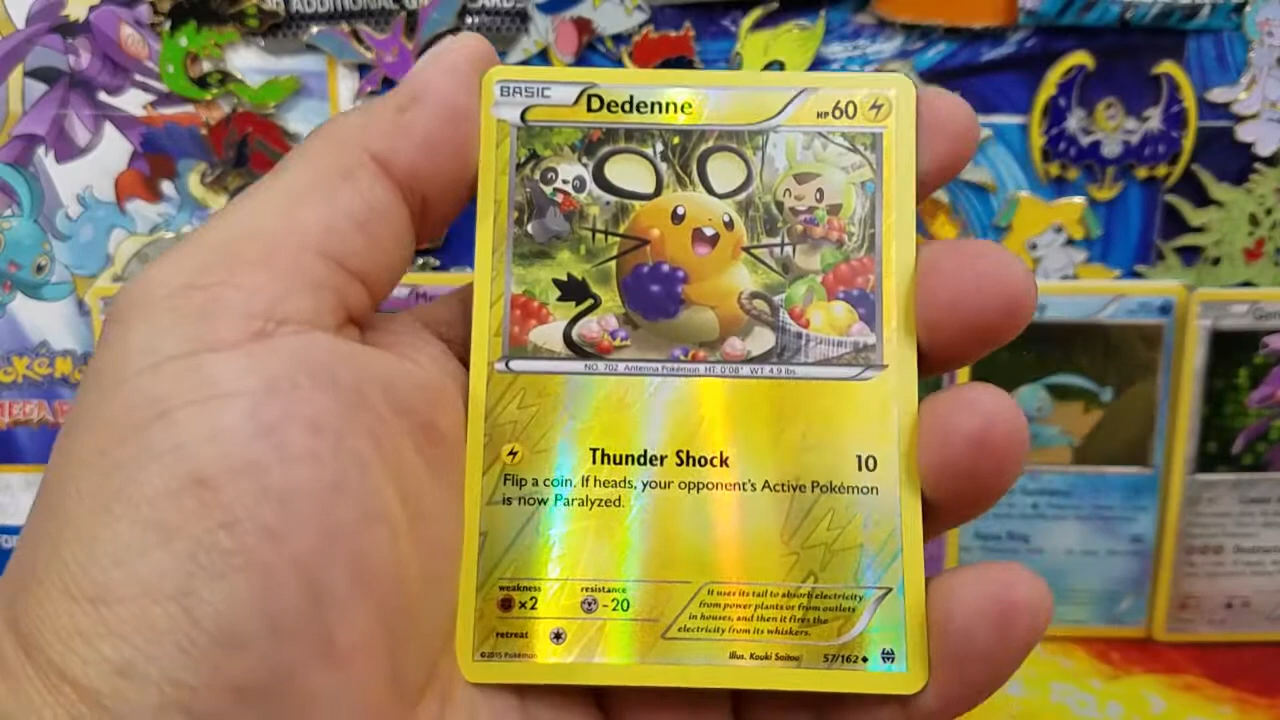 BASIC Dedenne HP60
NO. 702 Antenna Pokémon HT: 0'08" WT: 4.9 lbs.
Thunder Shock 10
Flip a coin. If heads, your opponent's Active Pokémon
is now Paralyzed.
weakness resistance
×2 -20
retreat
It uses its tail to absorb electricity
from power plants or from outlets
in houses, and then it fires the
electricity from its whiskers.
©2015 Pokémon Illus. Kouki Saitou 57/162
ADDITIONAL